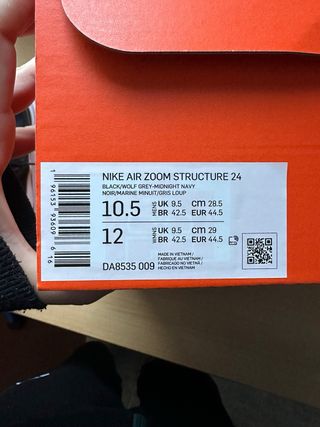 NIKE AIR ZOOM STRUCTURE 24
BLACK/WOLF GREY-MIDNIGHT NAVY
NOIR/MARINE MINUIT/GRIS LOUP
10.5 MENS UK 9.5 CM 28.5
BR 42.5 EUR 44.5
12 WMNS UK 9.5 CM 29
BR 42.5 EUR 44.5
MADE IN VIETNAM /
FABRIQUÉ AU VIETNAM /
FABRICADO NO VIETNÃ /
HECHO EN VIETNAM
DA8535 009
1 96153 93609 6 16